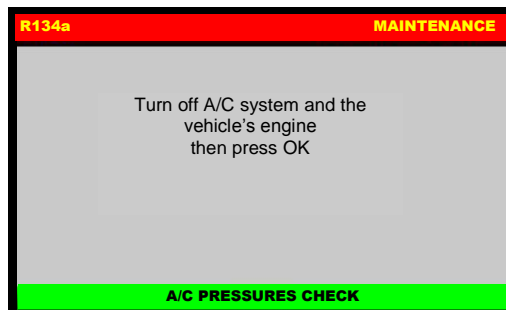 R134a MAINTENANCE
Turn off A/C system and the
vehicle's engine
then press OK
A/C PRESSURES CHECK